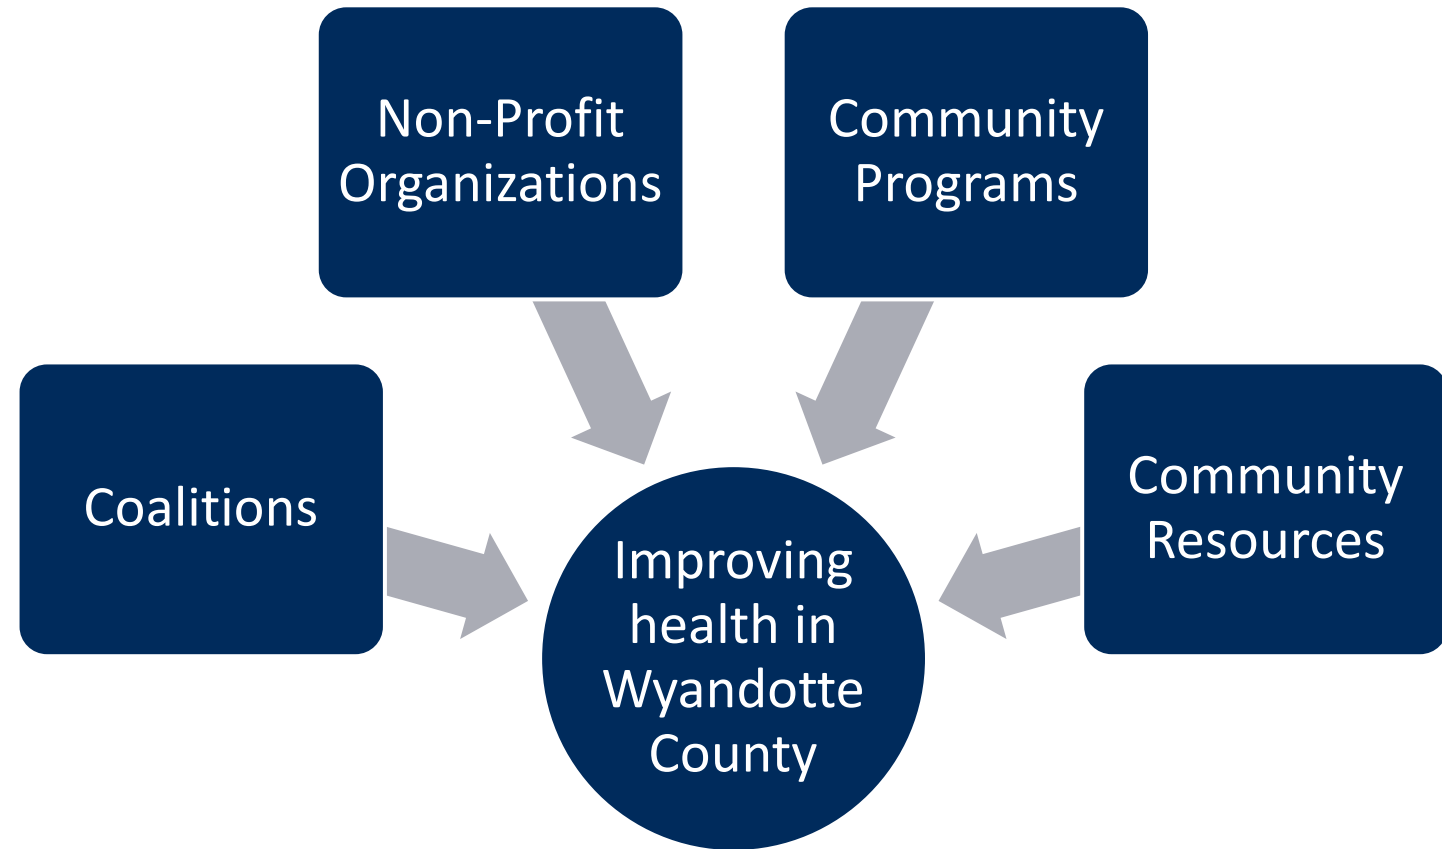 Non-Profit
Organizations
Community
Programs
Coalitions
Community
Resources
Improving
health in
Wyandotte
County